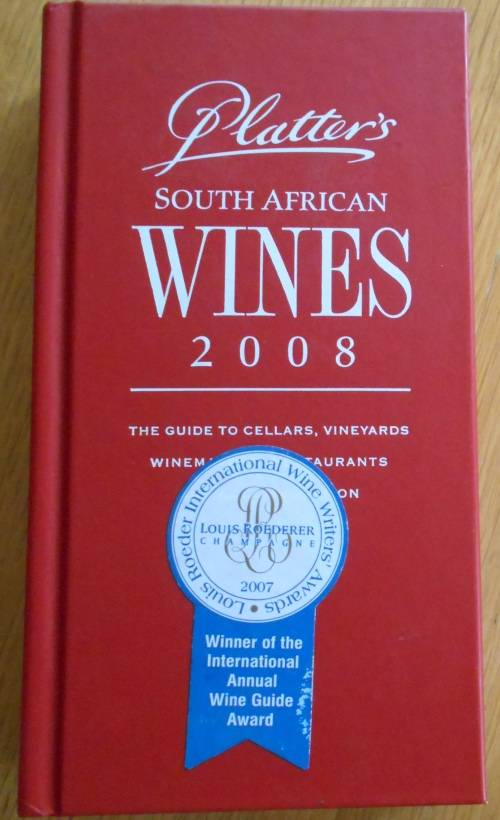 Platter's
SOUTH AFRICAN
WINES
2008
THE GUIDE TO CELLARS, VINEYARDS
Louis Roeder International Wine Writers' Awards
LOUIS ROEDERER
CHAMPAGNE
2007
Winner of the
International
Annual
Wine Guide
Award